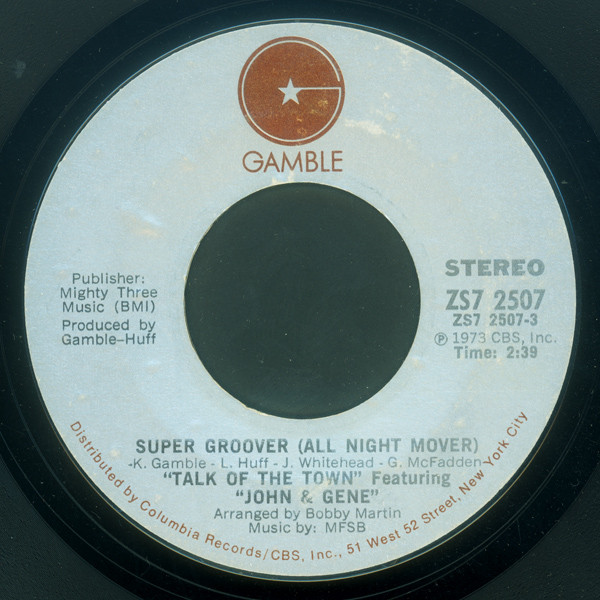 GAMBLE
Publisher:
Mighty Three
Music (BMI)
Produced by
Gamble-Huff
STEREO
ZS7 2507
ZS7 2507-3
Ⓟ 1973 CBS, Inc.
Time: 2:39
SUPER GROOVER (ALL NIGHT MOVER)
-K. Gamble - L. Huff - J. Whitehead - G. McFadden-
"TALK OF THE TOWN" Featuring
"JOHN & GENE"
Arranged by Bobby Martin
Music by: MFSB
Distributed by Columbia Records/CBS, Inc., 51 West 52 Street, New York City